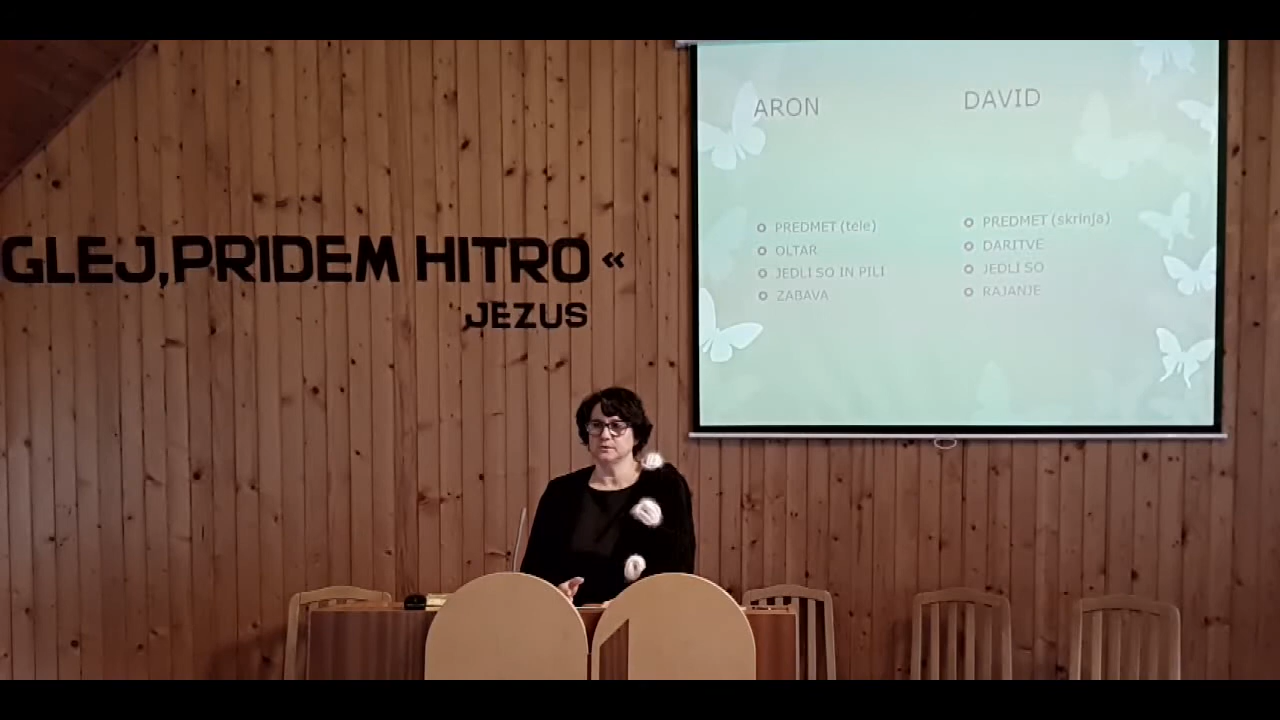 GLEJ, PRIDEM HITRO «
JEZUS
ARON
PREDMET (tele)
OLTAR
JEDLI SO IN PILI
ZABAVA
DAVID
PREDMET (skrinja)
DARITVE
JEDLI SO
RAJANJE